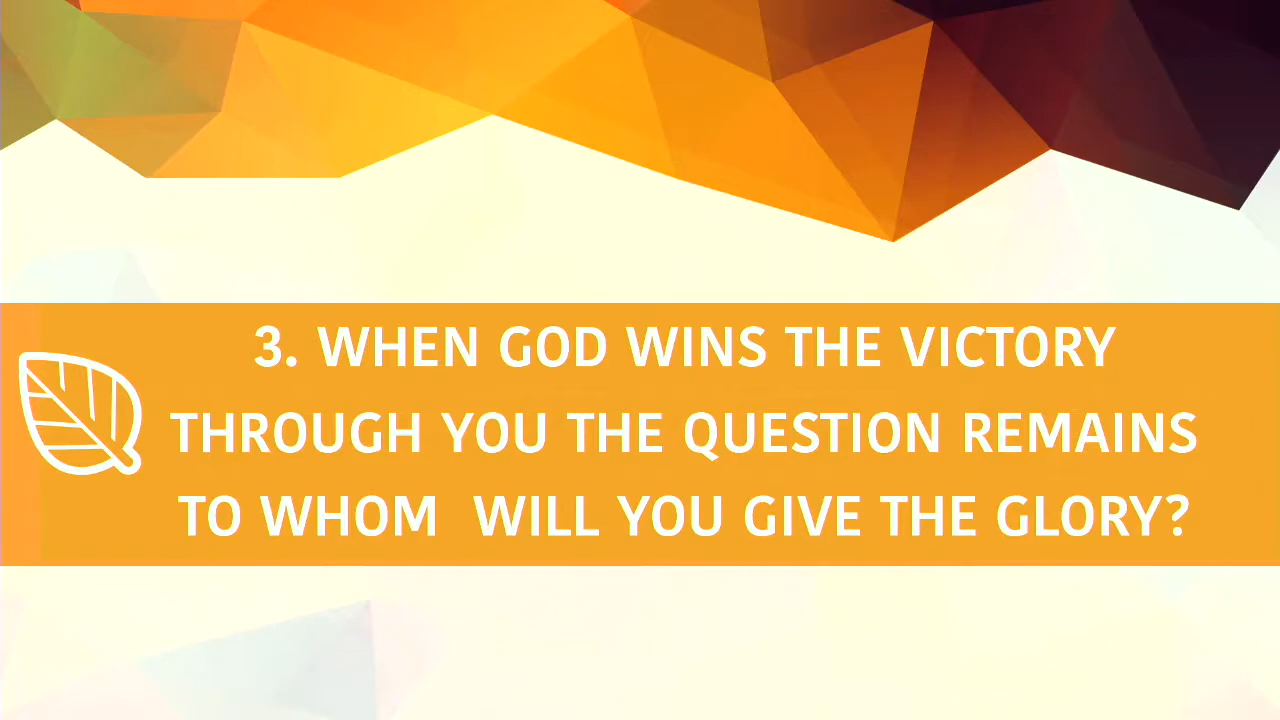 3. WHEN GOD WINS THE VICTORY
THROUGH YOU THE QUESTION REMAINS
TO WHOM  WILL YOU GIVE THE GLORY?